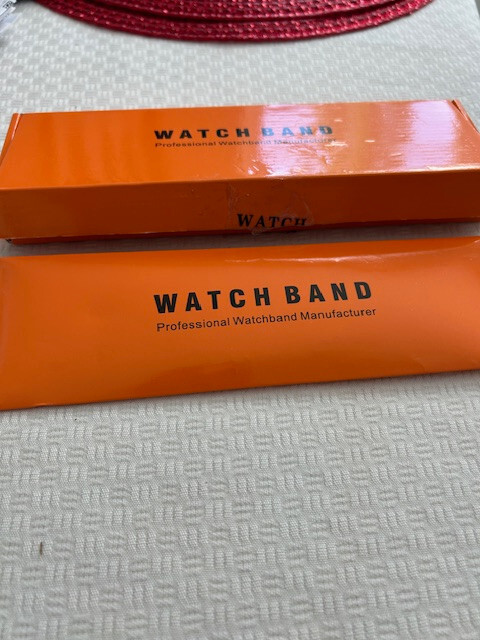 WATCH BAND
Professional Watchband Manufacturer
WATCH
WATCH BAND
Professional Watchband Manufacturer